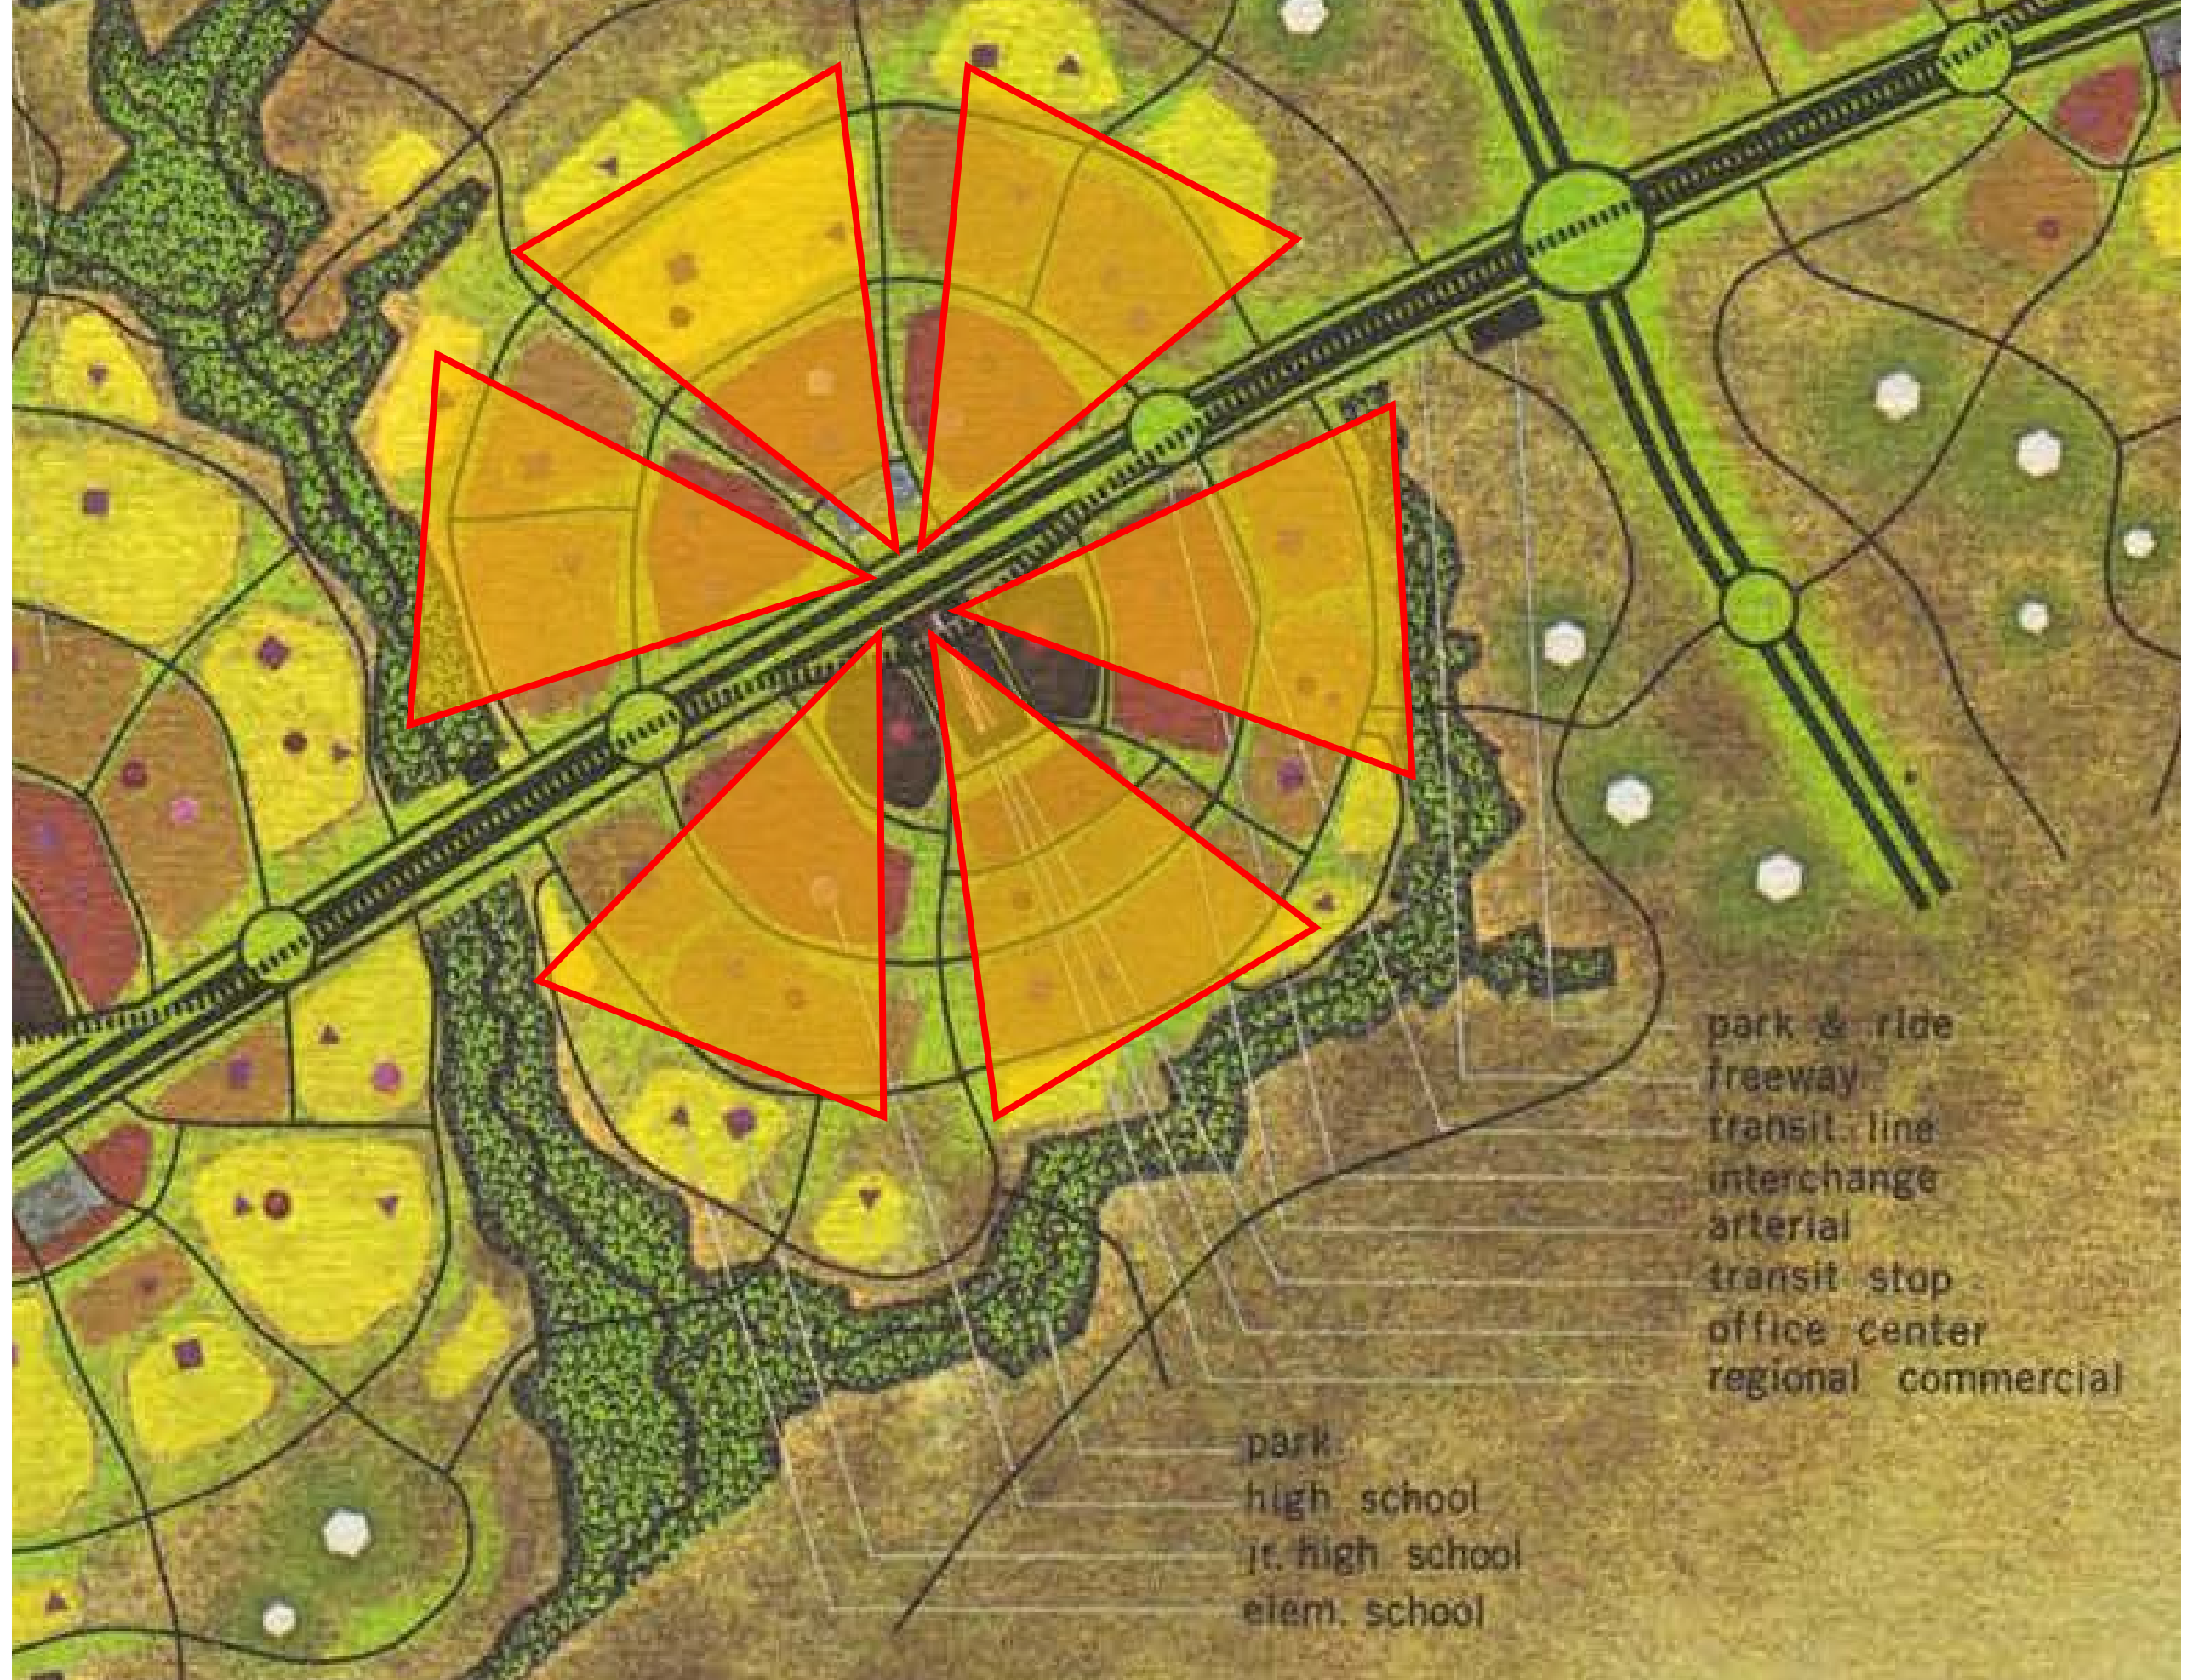 park & ride
freeway
transit line
interchange
arterial
transit stop
office center
regional commercial
park
high school
jr. high school
elem. school